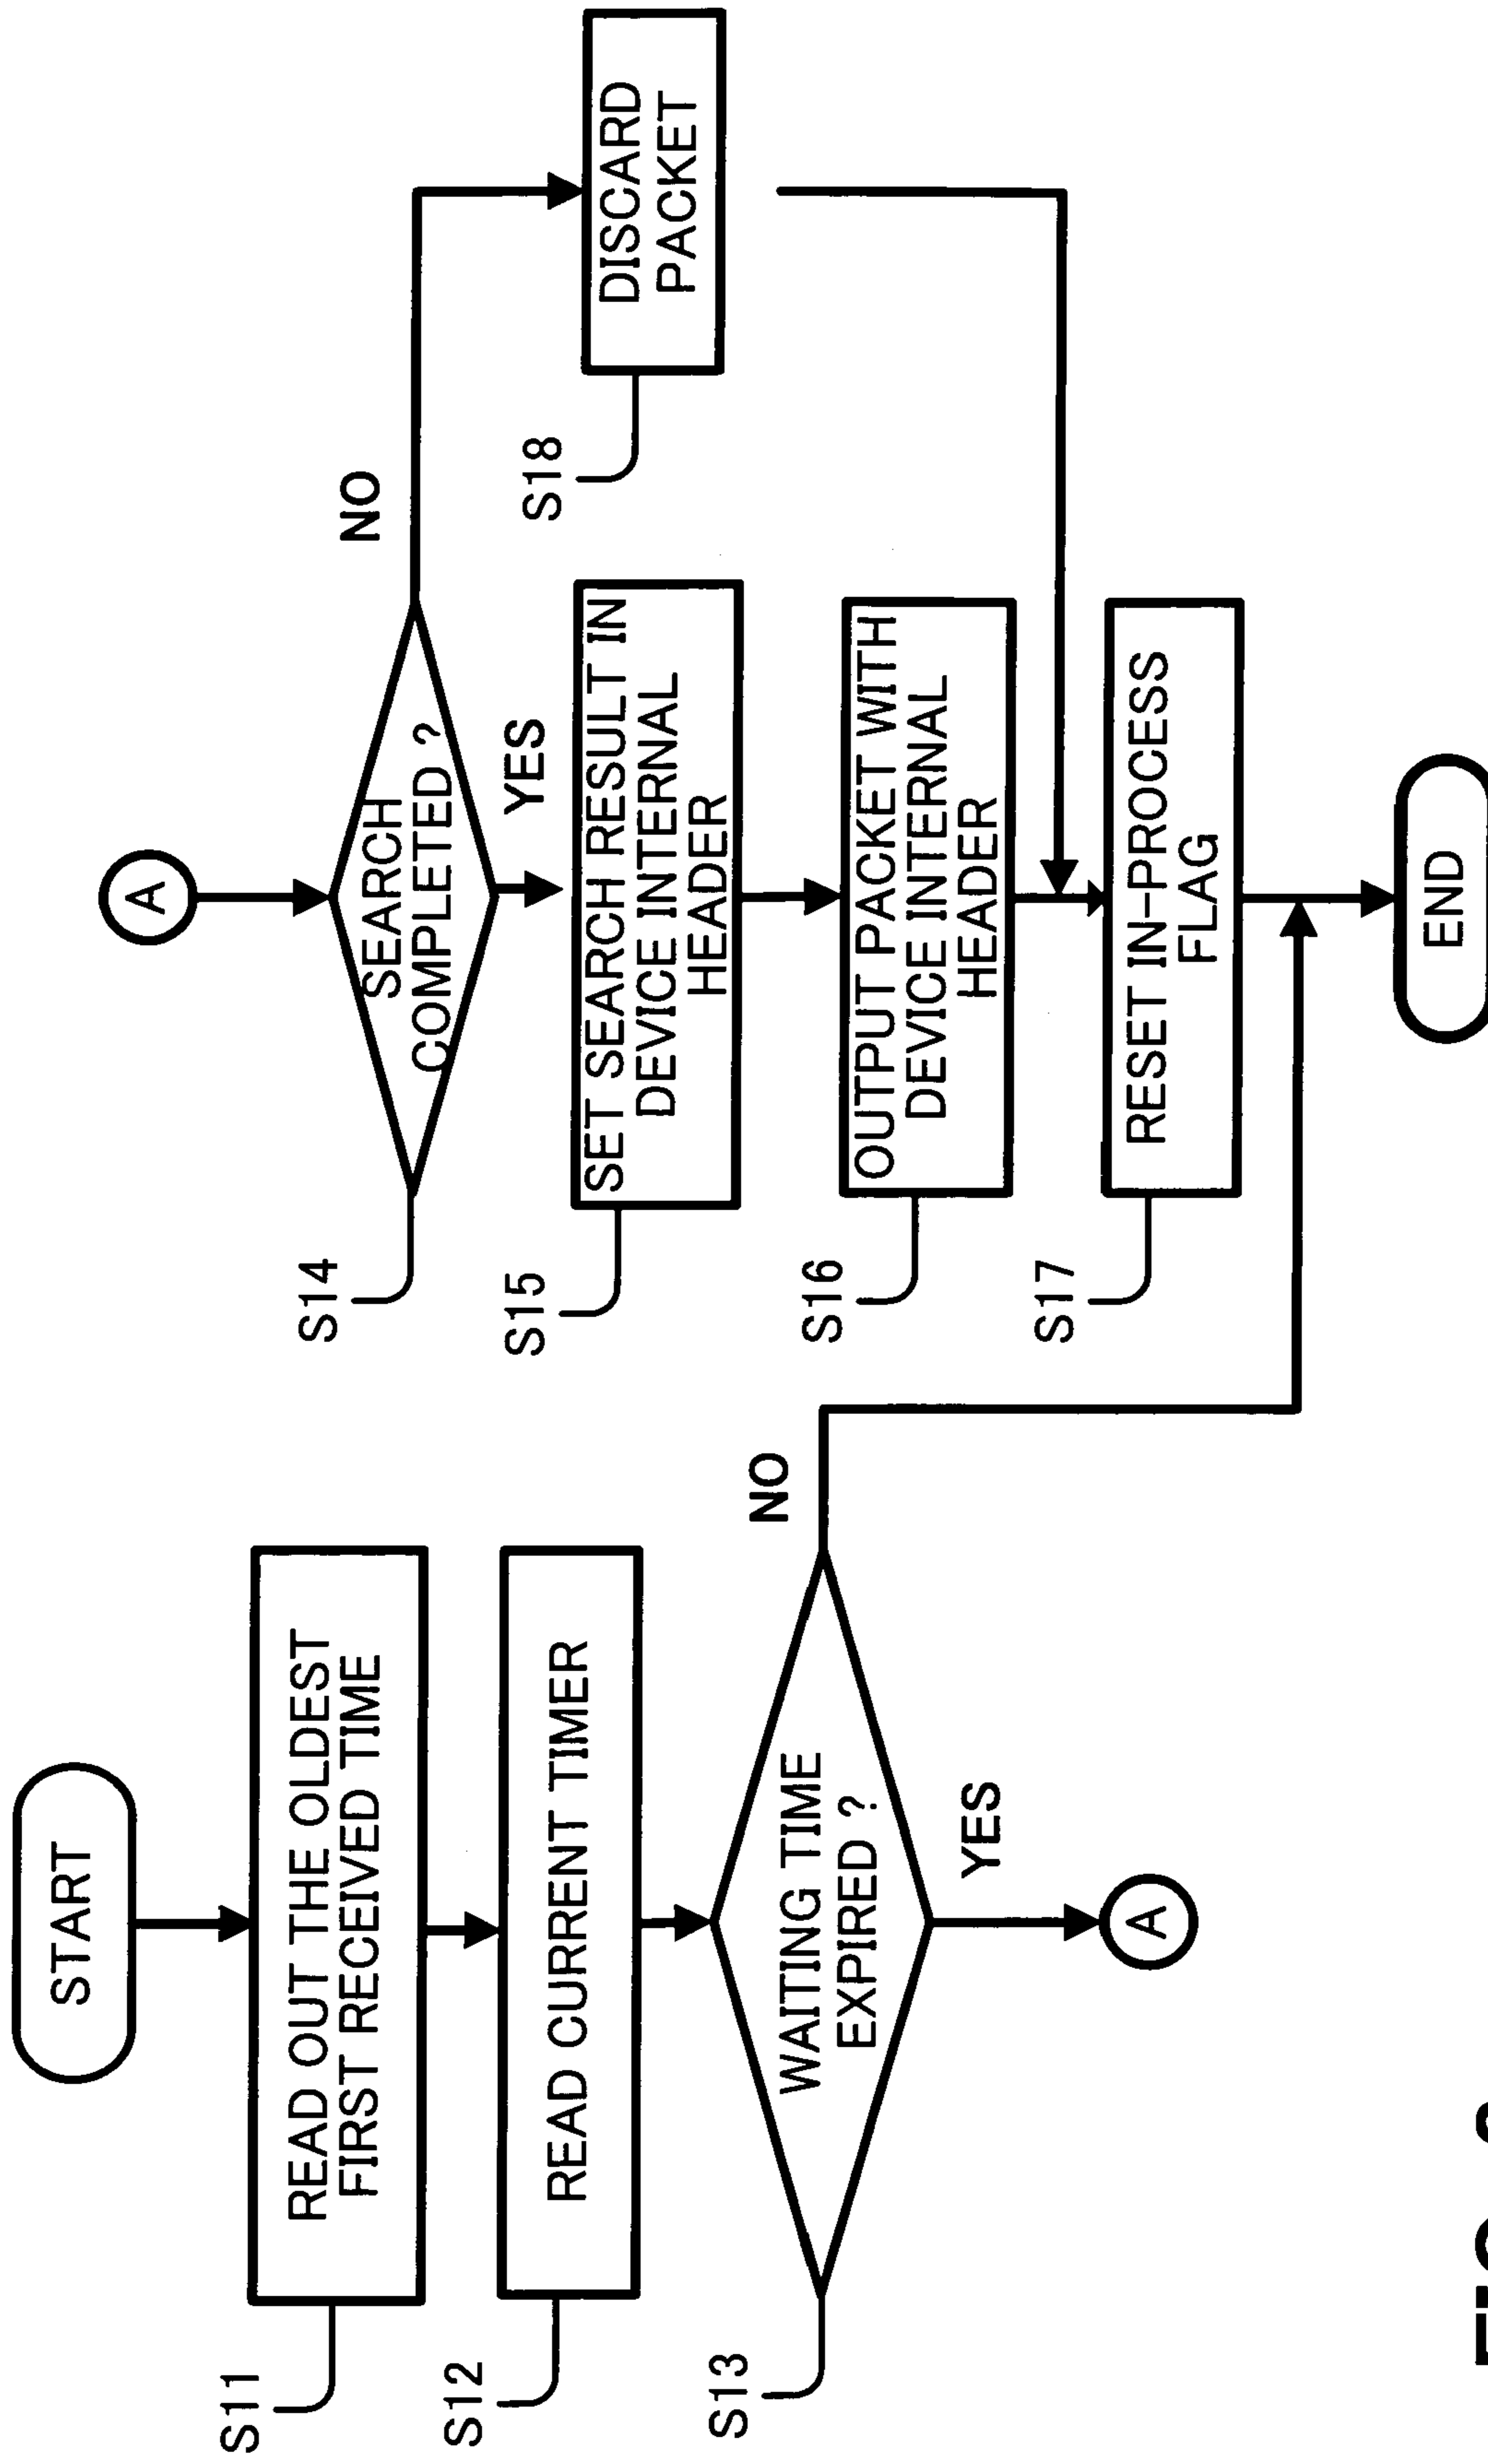 START
S11
READ OUT THE OLDEST
FIRST RECEIVED TIME
S12
READ CURRENT TIMER
S13
WAITING TIME
EXPIRED ?
NO
YES
A
A
S14
SEARCH
COMPLETED ?
NO
YES
S15
SET SEARCH RESULT IN
DEVICE INTERNAL
HEADER
S18
DISCARD
PACKET
S16
OUTPUT PACKET WITH
DEVICE INTERNAL
HEADER
S17
RESET IN-PROCESS
FLAG
END